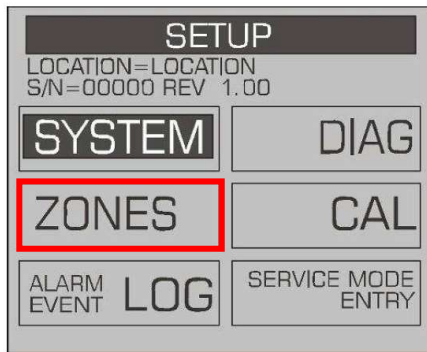 SETUP
LOCATION=LOCATION
S/N=00000 REV 1.00
SYSTEM
DIAG
ZONES
CAL
ALARM EVENT LOG
SERVICE MODE ENTRY